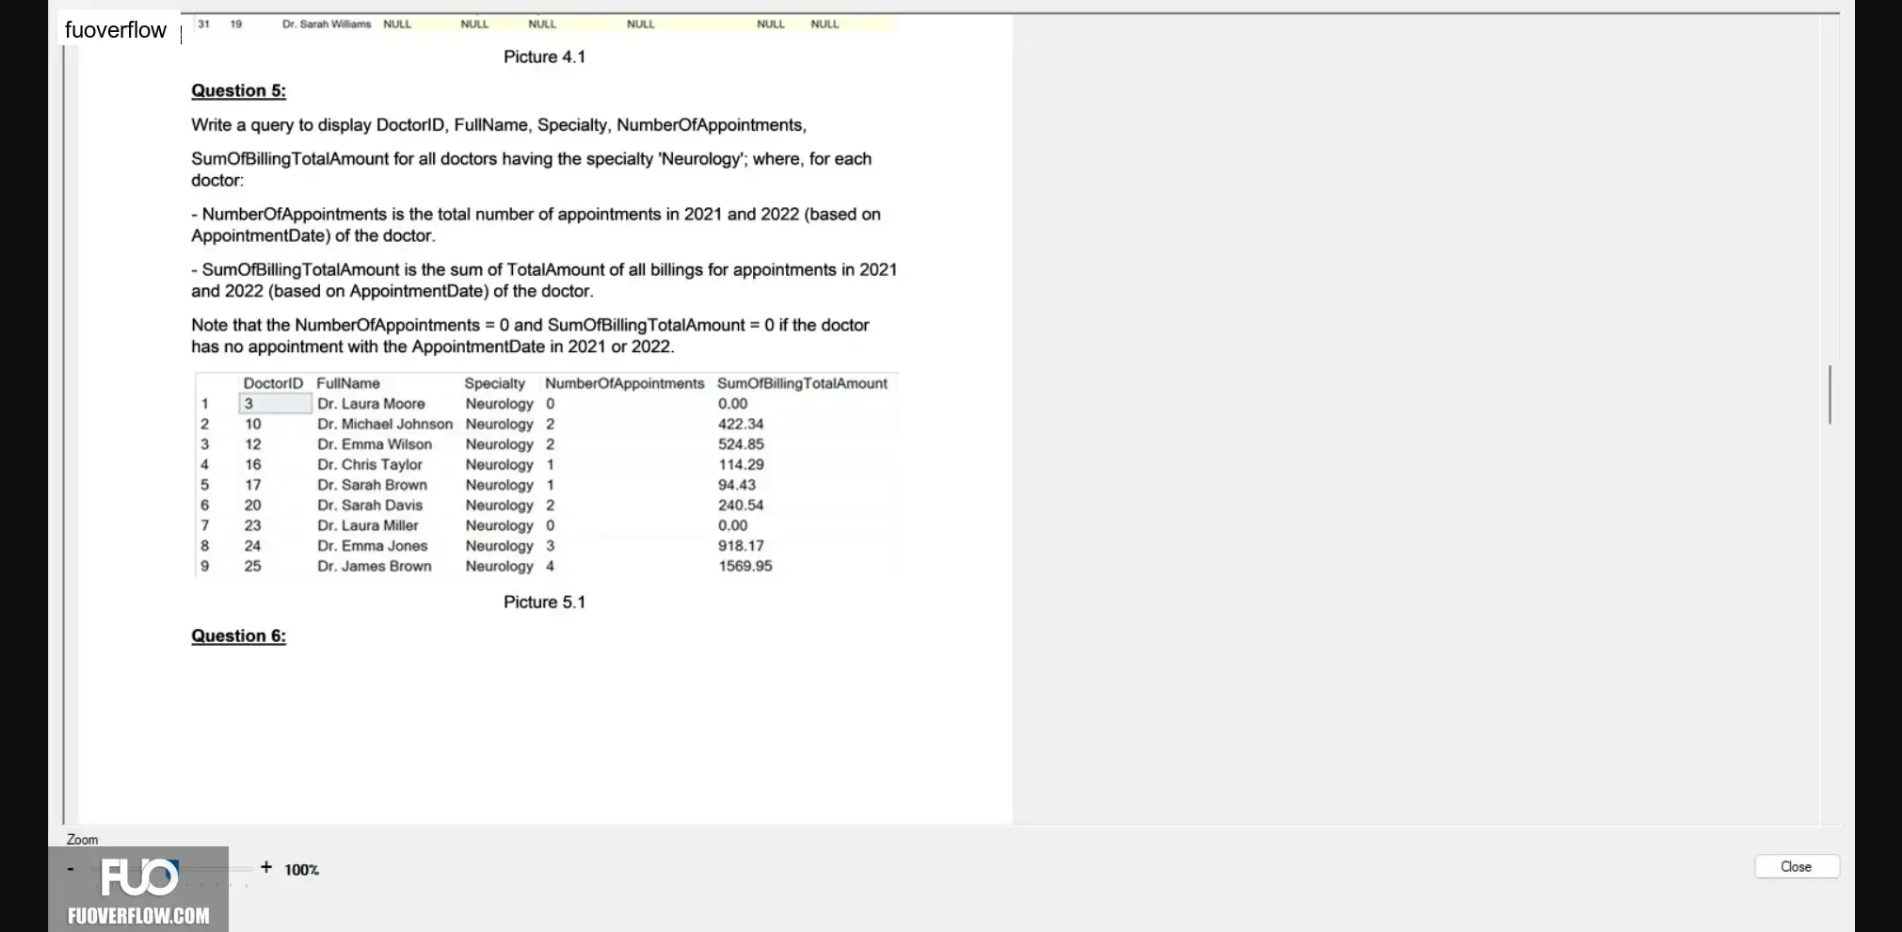 fuoverflow
31 19 Dr. Sarah Williams NULL NULL NULL NULL NULL NULL
Picture 4.1
Question 5:
Write a query to display DoctorID, FullName, Specialty, NumberOfAppointments,
SumOfBillingTotalAmount for all doctors having the specialty 'Neurology'; where, for each
doctor:
- NumberOfAppointments is the total number of appointments in 2021 and 2022 (based on
AppointmentDate) of the doctor.
- SumOfBillingTotalAmount is the sum of TotalAmount of all billings for appointments in 2021
and 2022 (based on AppointmentDate) of the doctor.
Note that the NumberOfAppointments = 0 and SumOfBillingTotalAmount = 0 if the doctor
has no appointment with the AppointmentDate in 2021 or 2022.
DoctorID FullName Specialty NumberOfAppointments SumOfBillingTotalAmount
1 3 Dr. Laura Moore Neurology 0 0.00
2 10 Dr. Michael Johnson Neurology 2 422.34
3 12 Dr. Emma Wilson Neurology 2 524.85
4 16 Dr. Chris Taylor Neurology 1 114.29
5 17 Dr. Sarah Brown Neurology 1 94.43
6 20 Dr. Sarah Davis Neurology 2 240.54
7 23 Dr. Laura Miller Neurology 0 0.00
8 24 Dr. Emma Jones Neurology 3 918.17
9 25 Dr. James Brown Neurology 4 1569.95
Picture 5.1
Question 6:
Zoom
- + 100%
Close
FUO
FUOVERFLOW.COM